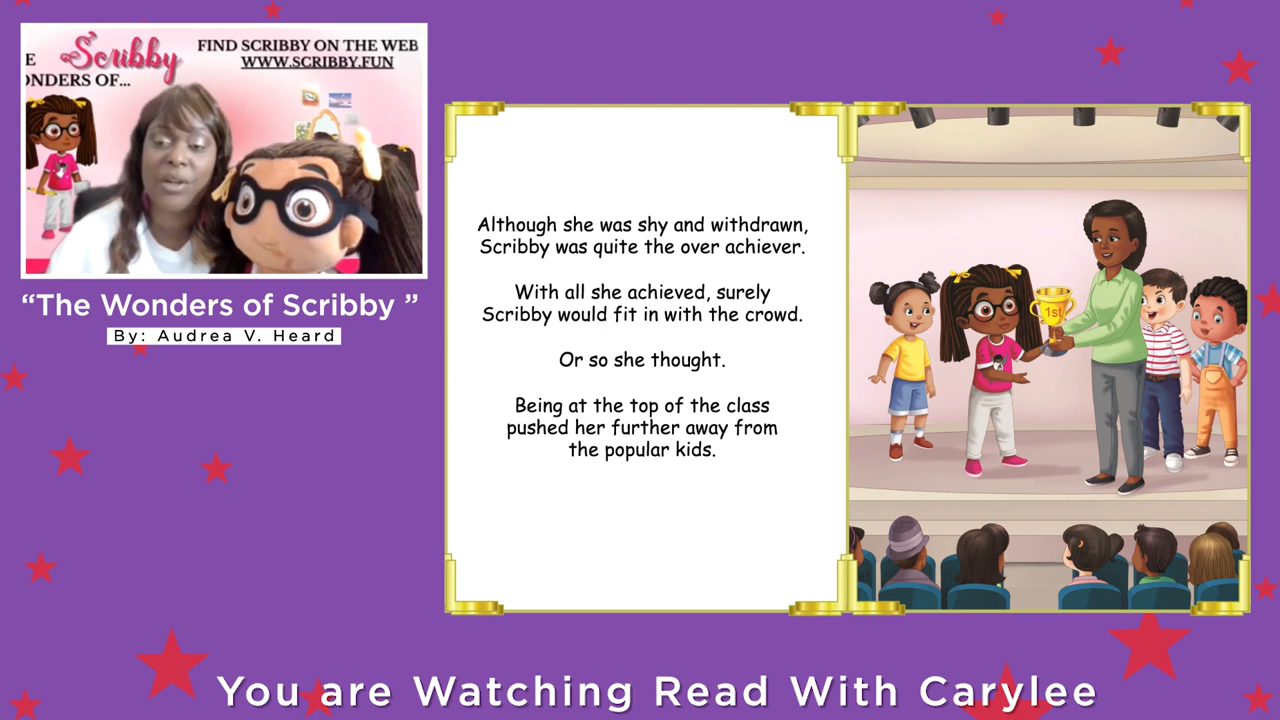 E
Scribby
ONDERS OF...
FIND SCRIBBY ON THE WEB
WWW.SCRIBBY.FUN
“The Wonders of Scribby ”
By: Audrea V. Heard
Although she was shy and withdrawn,
Scribby was quite the over achiever.
With all she achieved, surely
Scribby would fit in with the crowd.
Or so she thought.
Being at the top of the class
pushed her further away from
the popular kids.
1st
You are Watching Read With Carylee